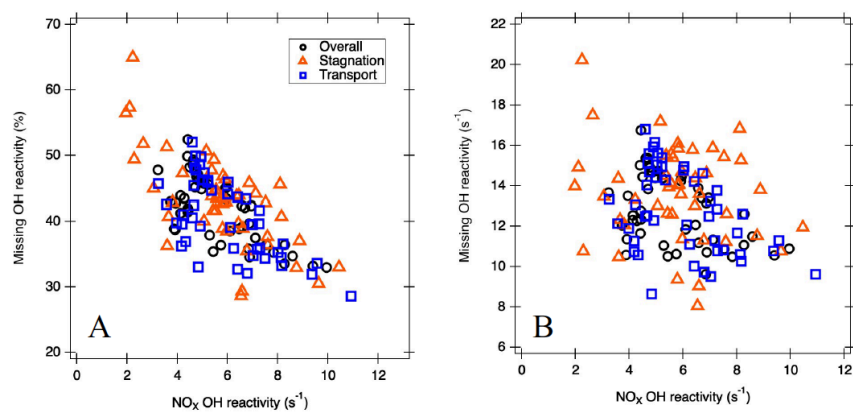 70
60
50
40
30
20
Missing OH reactivity (%)
Overall
Stagnation
Transport
A
0 2 4 6 8 10 12
NOX OH reactivity (s-1)
22
20
18
16
14
12
10
8
6
Missing OH reactivity (s-1)
B
0 2 4 6 8 10 12
NOX OH reactivity (s-1)